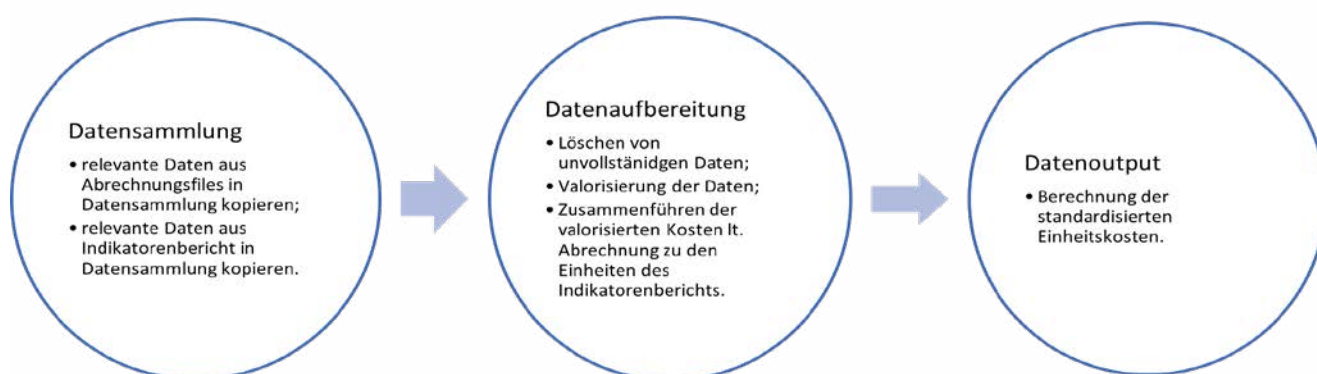 Datensammlung
• relevante Daten aus
Abrechnungsfiles in
Datensammlung kopieren;
• relevante Daten aus
Indikatorenbericht in
Datensammlung kopieren.
Datenaufbereitung
• Löschen von
unvollstänidgen Daten;
• Valorisierung der Daten;
• Zusammenführen der
valorisierten Kosten lt.
Abrechnung zu den
Einheiten des
Indikatorenberichts.
Datenoutput
• Berechnung der
standardisierten
Einheitskosten.